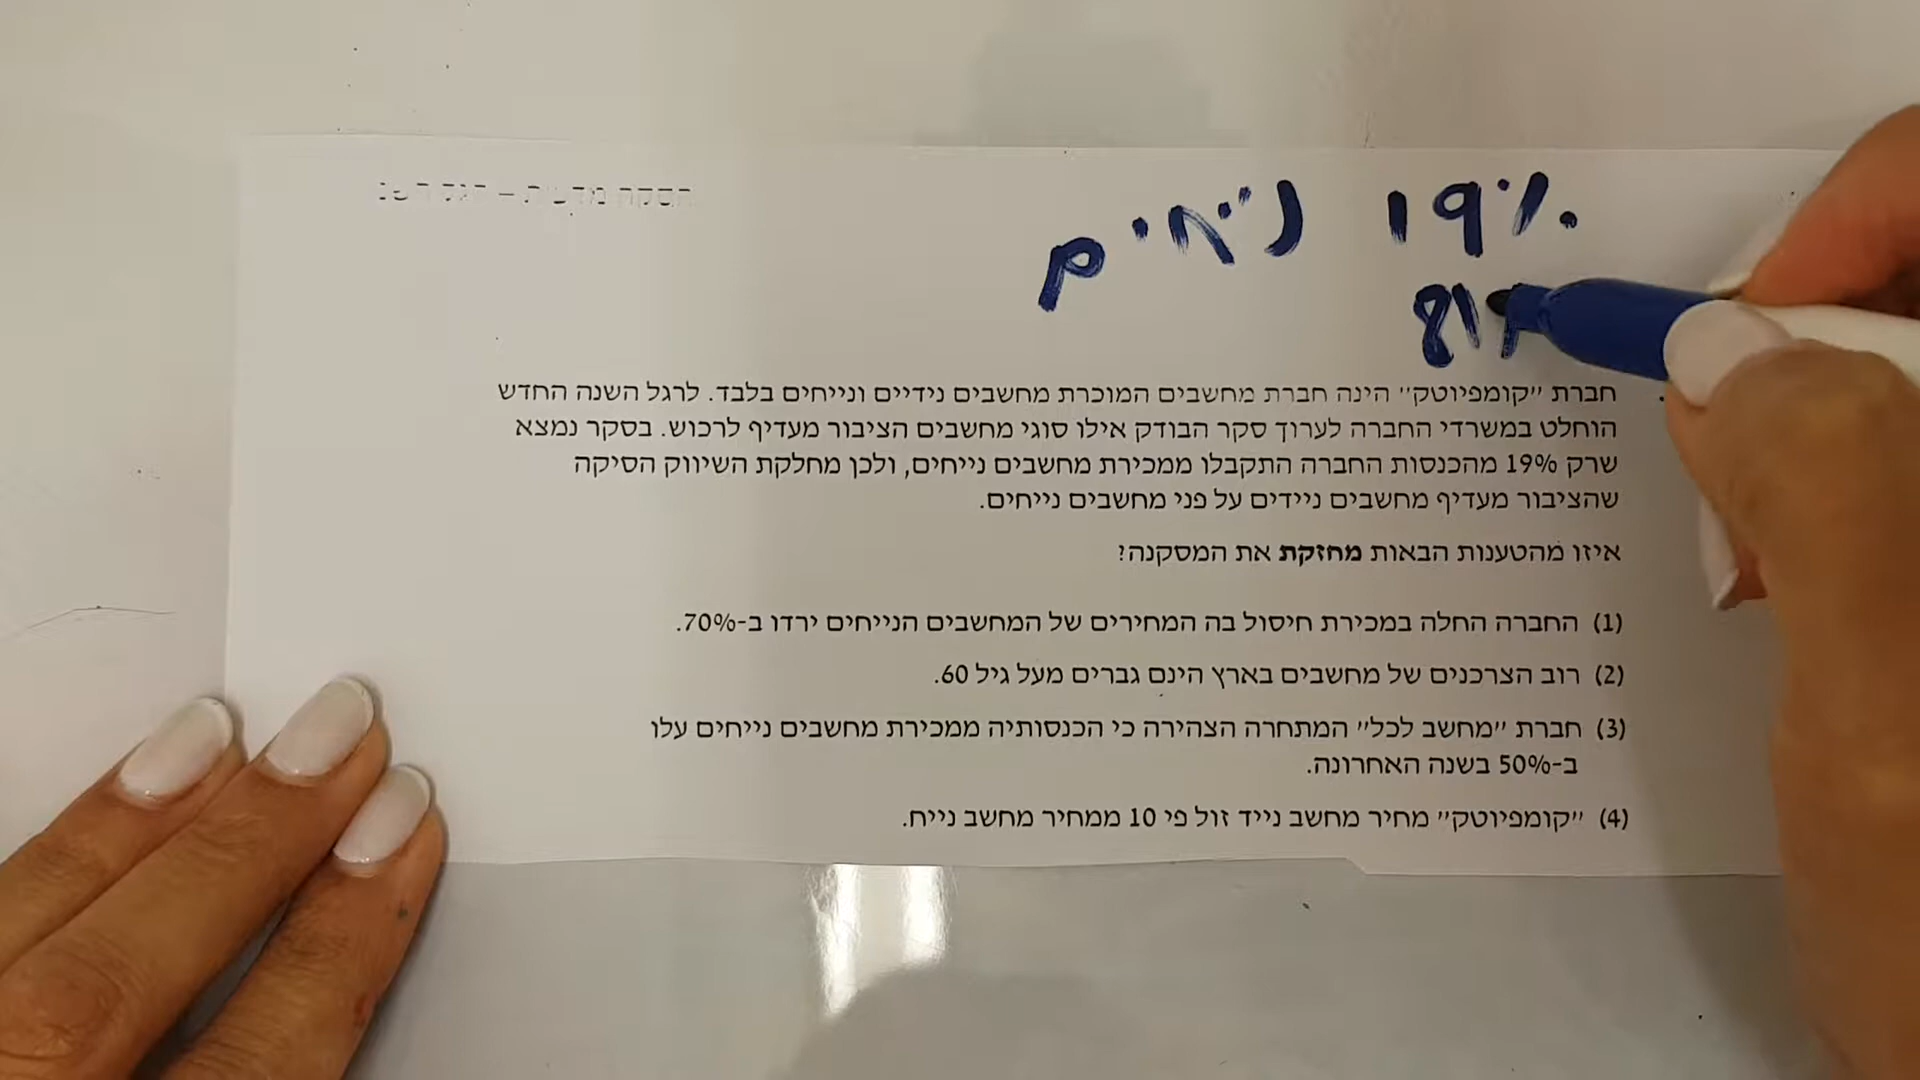 19% נייחים
81
חברת "קומפיוטק" הינה חברת מחשבים המוכרת מחשבים נידיים ונייחים בלבד. לרגל השנה החדש
הוחלט במשרדי החברה לערוך סקר הבודק אילו סוגי מחשבים הציבור מעדיף לרכוש. בסקר נמצא
שרק 19% מהכנסות החברה התקבלו ממכירת מחשבים נייחים, ולכן מחלקת השיווק הסיקה
שהציבור מעדיף מחשבים ניידים על פני מחשבים נייחים.
איזו מהטענות הבאות מחזקת את המסקנה?
(1) החברה החלה במכירת חיסול בה המחירים של המחשבים הנייחים ירדו ב-70%.
(2) רוב הצרכנים של מחשבים בארץ הינם גברים מעל גיל 60.
(3) חברת "מחשב לכל" המתחרה הצהירה כי הכנסותיה ממכירת מחשבים נייחים עלו
ב-50% בשנה האחרונה.
(4) "קומפיוטק" מחיר מחשב נייד זול פי 10 ממחיר מחשב נייח.